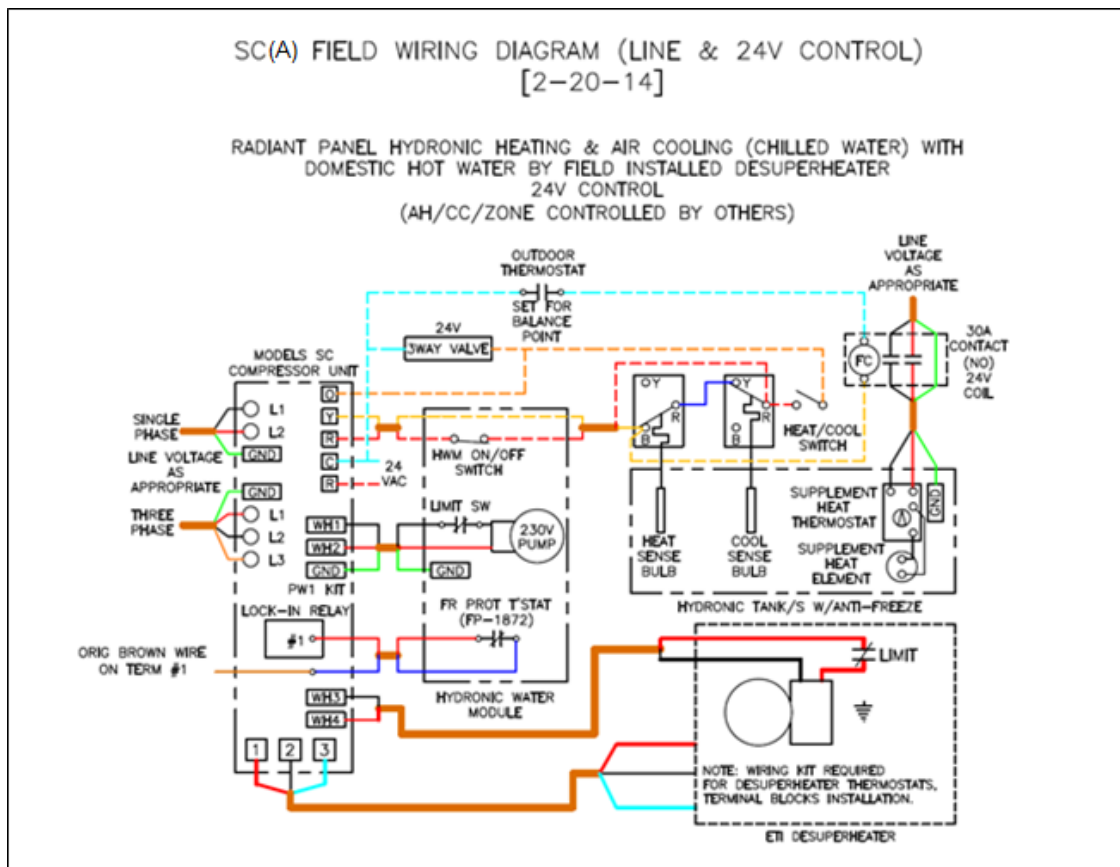 SC(A) FIELD WIRING DIAGRAM (LINE & 24V CONTROL)
[2-20-14]
RADIANT PANEL HYDRONIC HEATING & AIR COOLING (CHILLED WATER) WITH
DOMESTIC HOT WATER BY FIELD INSTALLED DESUPERHEATER
24V CONTROL
(AH/CC/ZONE CONTROLLED BY OTHERS)
LINE
VOLTAGE
AS
APPROPRIATE
OUTDOOR
THERMOSTAT
SET FOR
BALANCE
POINT
24V
3WAY VALVE
FC
30A
CONTACT
(NO)
24V
COIL
MODELS SC
COMPRESSOR UNIT
O
Y
R
C
R
L1
L2
GND
SINGLE
PHASE
LINE VOLTAGE
AS
APPROPRIATE
GND
L1
L2
L3
THREE
PHASE
24
VAC
HWM ON/OFF
SWITCH
Y
R
B
Y
R
B
HEAT/COOL
SWITCH
WH1
WH2
GND
PW1 KIT
LIMIT SW
230V
PUMP
GND
HEAT
SENSE
BULB
COOL
SENSE
BULB
SUPPLEMENT
HEAT
THERMOSTAT
GND
SUPPLEMENT
HEAT
ELEMENT
HYDRONIC TANK/S W/ANTI-FREEZE
LOCK-IN RELAY
#1
FR PROT T'STAT
(FP-1872)
ORIG BROWN WIRE
ON TERM #1
HYDRONIC WATER
MODULE
WH3
WH4
1
2
3
LIMIT
NOTE: WIRING KIT REQUIRED
FOR DESUPERHEATER THERMOSTATS,
TERMINAL BLOCKS INSTALLATION.
ETI DESUPERHEATER